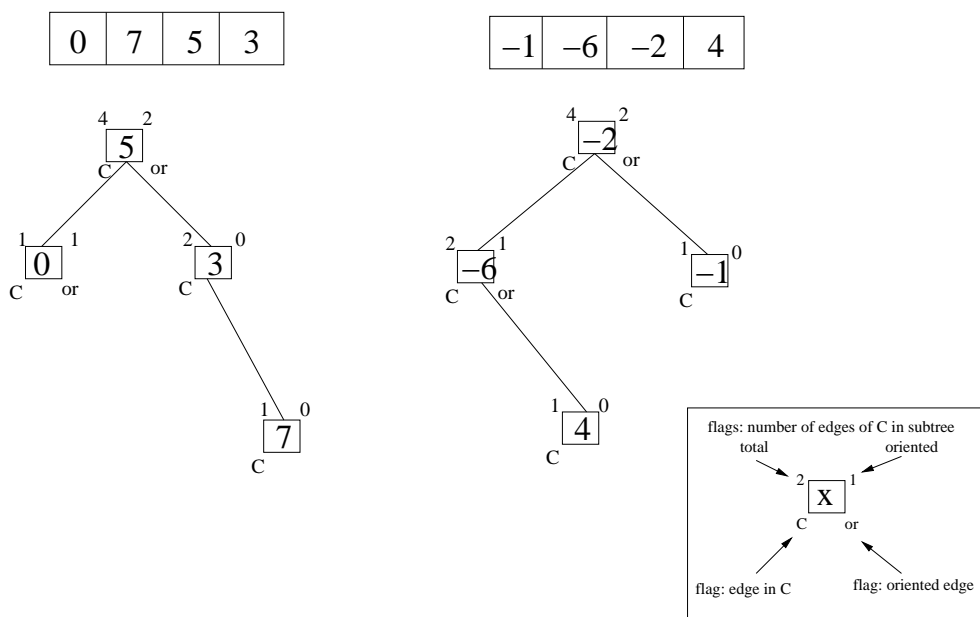 0 7 5 3
−1 −6 −2 4
4 2
5
C or
1 1
0
C or
2 0
3
C
1 0
7
C
4 2
−2
C or
2 1
−6
C or
1 0
−1
C
1 0
4
C
flags: number of edges of C in subtree
total oriented
2 1
x
C or
flag: edge in C flag: oriented edge